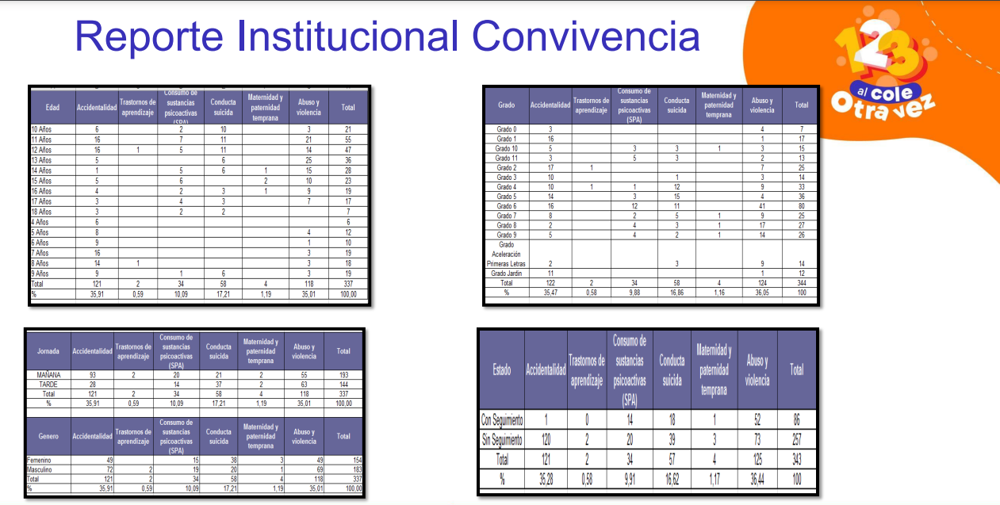 Reporte Institucional Convivencia
123
al cole
Otra vez
Edad Accidentalidad Trastornos de aprendizaje Consumo de sustancias psicoactivas (SPA) Conducta suicida Maternidad y paternidad temprana Abuso y violencia Total
10 Años 6 2 10 3 21
11 Años 16 7 11 21 55
12 Años 16 1 5 11 14 47
13 Años 5 6 25 36
14 Años 1 5 6 1 15 28
15 Años 5 6 2 10 23
16 Años 4 2 3 1 9 19
17 Años 3 4 3 7 17
18 Años 3 2 2 7
4 Años 6 6
5 Años 8 4 12
6 Años 9 1 10
7 Años 16 3 19
8 Años 14 1 3 18
9 Años 9 1 6 3 19
Total 121 2 34 58 4 118 337
% 35,91 0,59 10,09 17,21 1,19 35,01 100,00
Grado Accidentalidad Trastornos de aprendizaje Consumo de sustancias psicoactivas (SPA) Conducta suicida Maternidad y paternidad temprana Abuso y violencia Total
Grado 0 3 4 7
Grado 1 16 1 17
Grado 10 5 3 3 1 3 15
Grado 11 3 5 3 2 13
Grado 2 17 1 7 25
Grado 3 10 1 3 14
Grado 4 10 1 1 12 9 33
Grado 5 14 3 15 4 36
Grado 6 16 12 11 41 80
Grado 7 8 2 5 1 9 25
Grado 8 2 4 3 1 17 27
Grado 9 5 4 2 1 14 26
Grado Aceleración Primeras Letras 2 3 9 14
Grado Jardin 11 1 12
Total 122 2 34 58 4 124 344
% 35,47 0,58 9,88 16,86 1,16 36,05 100
Jornada Accidentalidad Trastornos de aprendizaje Consumo de sustancias psicoactivas (SPA) Conducta suicida Maternidad y paternidad temprana Abuso y violencia Total
MAÑANA 93 2 20 21 2 55 193
TARDE 28 14 37 2 63 144
Total 121 2 34 58 4 118 337
% 35,91 0,59 10,09 17,21 1,19 35,01 100,00
Genero Accidentalidad Trastornos de aprendizaje Consumo de sustancias psicoactivas (SPA) Conducta suicida Maternidad y paternidad temprana Abuso y violencia Total
Femenino 49 15 38 3 49 154
Masculino 72 2 19 20 1 69 183
Total 121 2 34 58 4 118 337
% 35,91 0,59 10,09 17,21 1,19 35,01 100,00
Estado Accidentalidad Trastornos de aprendizaje Consumo de sustancias psicoactivas (SPA) Conducta suicida Maternidad y paternidad temprana Abuso y violencia Total
Con Seguimiento 1 0 14 18 1 52 86
Sin Seguimiento 120 2 20 39 3 73 257
Total 121 2 34 57 4 125 343
% 35,28 0,58 9,91 16,62 1,17 36,44 100